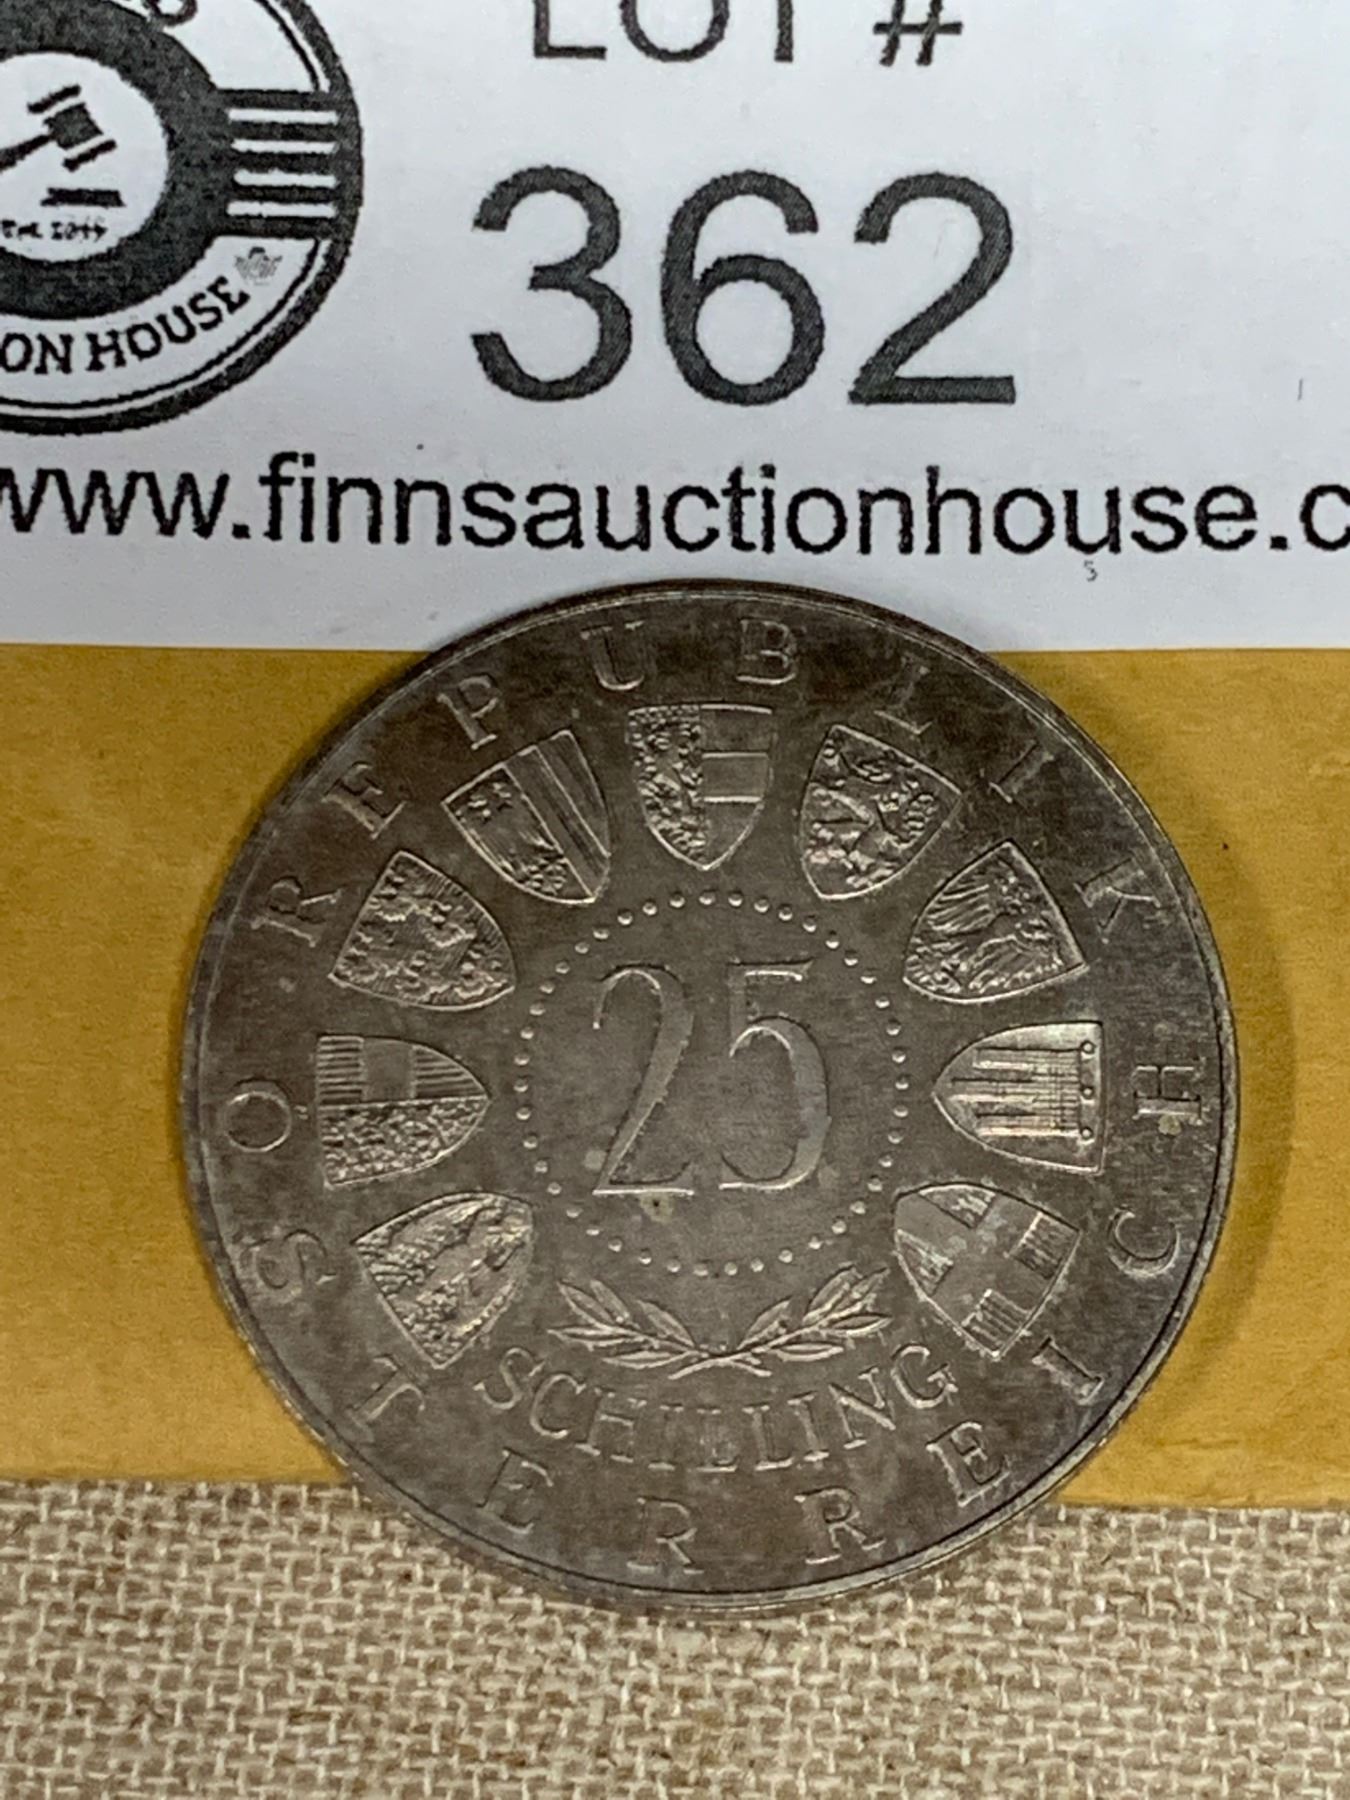 LOT #
362
www.finnsauctionhouse.c
ON HOUSE
REPUBLIK ÖSTERREICH
25
SCHILLING